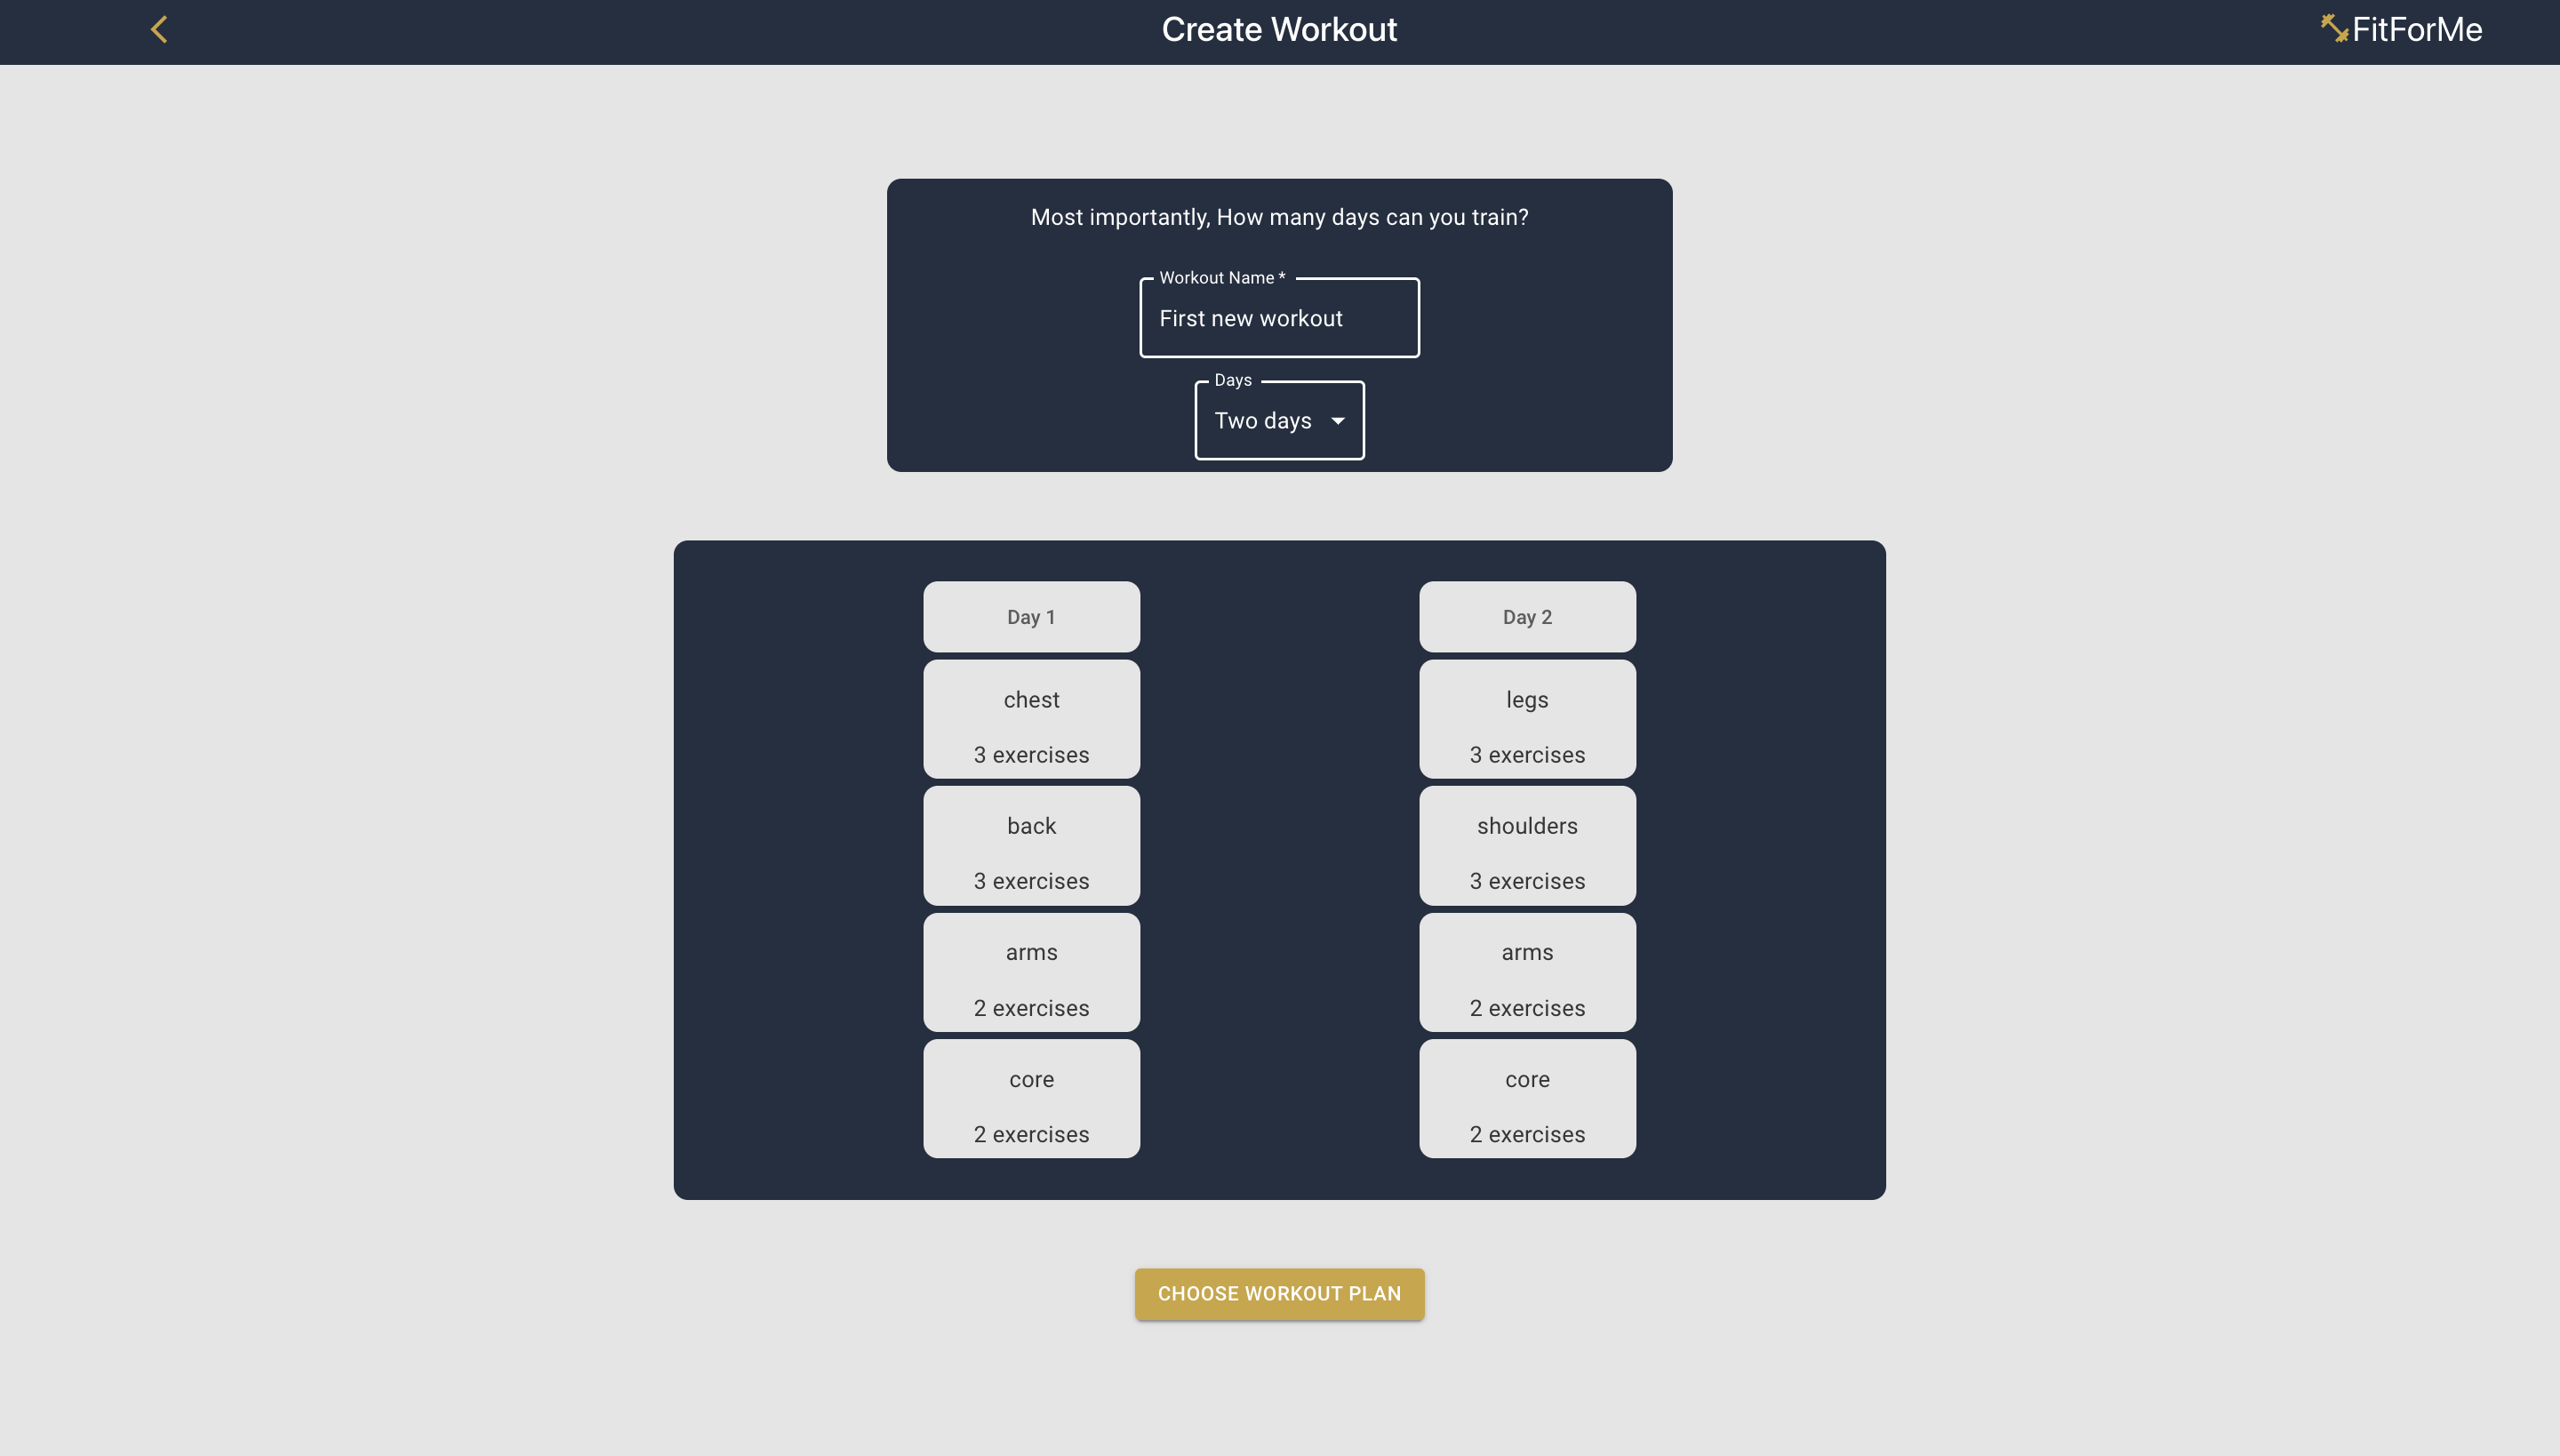 Create Workout
FitForMe
Most importantly, How many days can you train?
Workout Name *
First new workout
Days
Two days
Day 1
chest
3 exercises
back
3 exercises
arms
2 exercises
core
2 exercises
Day 2
legs
3 exercises
shoulders
3 exercises
arms
2 exercises
core
2 exercises
CHOOSE WORKOUT PLAN